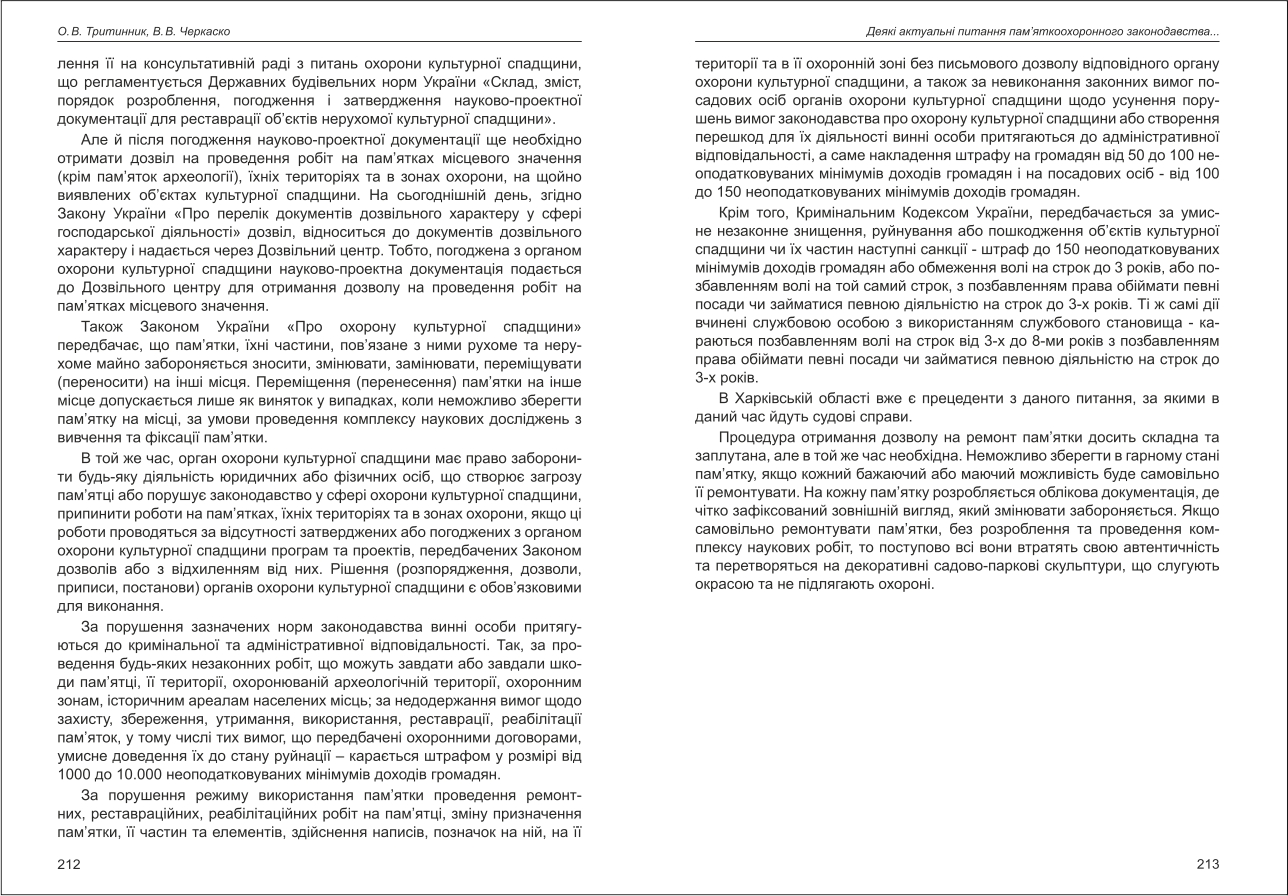 О. В. Тритинник, В. В. Черкаско
лення її на консультативній раді з питань охорони культурної спадщини,
що регламентується Державних будівельних норм України «Склад, зміст,
порядок розроблення, погодження і затвердження науково-проектної
документації для реставрації об’єктів нерухомої культурної спадщини».
Але й після погодження науково-проектної документації ще необхідно
отримати дозвіл на проведення робіт на пам’ятках місцевого значення
(крім пам’яток археології), їхніх територіях та в зонах охорони, на щойно
виявлених об’єктах культурної спадщини. На сьогоднішній день, згідно
Закону України «Про перелік документів дозвільного характеру у сфері
господарської діяльності» дозвіл, відноситься до документів дозвільного
характеру і надається через Дозвільний центр. Тобто, погоджена з органом
охорони культурної спадщини науково-проектна документація подається
до Дозвільного центру для отримання дозволу на проведення робіт на
пам’ятках місцевого значення.
Також Законом України «Про охорону культурної спадщини»
передбачає, що пам’ятки, їхні частини, пов’язане з ними рухоме та неру-
хоме майно забороняється зносити, змінювати, замінювати, переміщувати
(переносити) на інші місця. Переміщення (перенесення) пам’ятки на інше
місце допускається лише як виняток у випадках, коли неможливо зберегти
пам’ятку на місці, за умови проведення комплексу наукових досліджень з
вивчення та фіксації пам’ятки.
В той же час, орган охорони культурної спадщини має право заборони-
ти будь-яку діяльність юридичних або фізичних осіб, що створює загрозу
пам’ятці або порушує законодавство у сфері охорони культурної спадщини,
припинити роботи на пам’ятках, їхніх територіях та в зонах охорони, якщо ці
роботи проводяться за відсутності затверджених або погоджених з органом
охорони культурної спадщини програм та проектів, передбачених Законом
дозволів або з відхиленням від них. Рішення (розпорядження, дозволи,
приписи, постанови) органів охорони культурної спадщини є обов’язковими
для виконання.
За порушення зазначених норм законодавства винні особи притягу-
ються до кримінальної та адміністративної відповідальності. Так, за про-
ведення будь-яких незаконних робіт, що можуть завдати або завдали шко-
ди пам’ятці, її території, охоронюваній археологічній території, охоронним
зонам, історичним ареалам населених місць; за недодержання вимог щодо
захисту, збереження, утримання, використання, реставрації, реабілітації
пам’яток, у тому числі тих вимог, що передбачені охоронними договорами,
умисне доведення їх до стану руйнації – карається штрафом у розмірі від
1000 до 10.000 неоподатковуваних мінімумів доходів громадян.
За порушення режиму використання пам’ятки проведення ремонт-
них, реставраційних, реабілітаційних робіт на пам’ятці, зміну призначення
пам’ятки, її частин та елементів, здійснення написів, позначок на ній, на її
212
Деякі актуальні питання пам’яткоохоронного законодавства...
території та в її охоронній зоні без письмового дозволу відповідного органу
охорони культурної спадщини, а також за невиконання законних вимог по-
садових осіб органів охорони культурної спадщини щодо усунення пору-
шень вимог законодавства про охорону культурної спадщини або створення
перешкод для їх діяльності винні особи притягаються до адміністративної
відповідальності, а саме накладення штрафу на громадян від 50 до 100 не-
оподатковуваних мінімумів доходів громадян і на посадових осіб - від 100
до 150 неоподатковуваних мінімумів доходів громадян.
Крім того, Кримінальним Кодексом України, передбачається за умис-
не незаконне знищення, руйнування або пошкодження об’єктів культурної
спадщини чи їх частин наступні санкції - штраф до 150 неоподатковуваних
мінімумів доходів громадян або обмеження волі на строк до 3 років, або по-
збавленням волі на той самий строк, з позбавленням права обіймати певні
посади чи займатися певною діяльністю на строк до 3-х років. Ті ж самі дії
вчинені службовою особою з використанням службового становища - ка-
раються позбавленням волі на строк від 3-х до 8-ми років з позбавленням
права обіймати певні посади чи займатися певною діяльністю на строк до
3-х років.
В Харківській області вже є прецеденти з даного питання, за якими в
даний час йдуть судові справи.
Процедура отримання дозволу на ремонт пам’ятки досить складна та
заплутана, але в той же час необхідна. Неможливо зберегти в гарному стані
пам’ятку, якщо кожний бажаючий або маючий можливість буде самовільно
її ремонтувати. На кожну пам’ятку розробляється облікова документація, де
чітко зафіксований зовнішній вигляд, який змінювати забороняється. Якщо
самовільно ремонтувати пам’ятки, без розроблення та проведення ком-
плексу наукових робіт, то поступово всі вони втратять свою автентичність
та перетворяться на декоративні садово-паркові скульптури, що слугують
окрасою та не підлягають охороні.
213